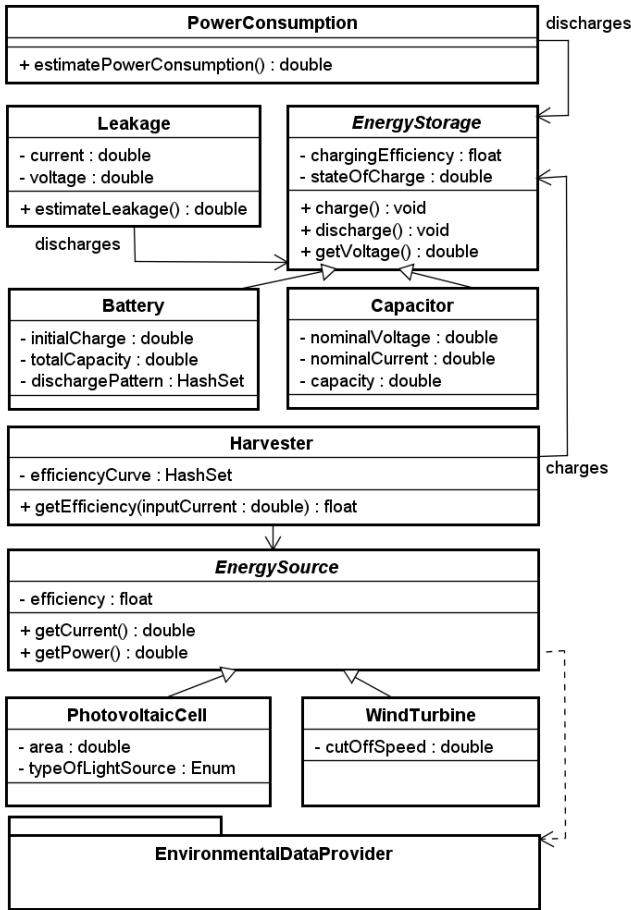 PowerConsumption
discharges
+ estimatePowerConsumption() : double
Leakage
- current : double
- voltage : double
+ estimateLeakage() : double
discharges
EnergyStorage
- chargingEfficiency : float
- stateOfCharge : double
+ charge() : void
+ discharge() : void
+ getVoltage() : double
Battery
- initialCharge : double
- totalCapacity : double
- dischargePattern : HashSet
Capacitor
- nominalVoltage : double
- nominalCurrent : double
- capacity : double
Harvester
- efficiencyCurve : HashSet
+ getEfficiency(inputCurrent : double) : float
charges
EnergySource
- efficiency : float
+ getCurrent() : double
+ getPower() : double
PhotovoltaicCell
- area : double
- typeOfLightSource : Enum
WindTurbine
- cutOffSpeed : double
EnvironmentalDataProvider